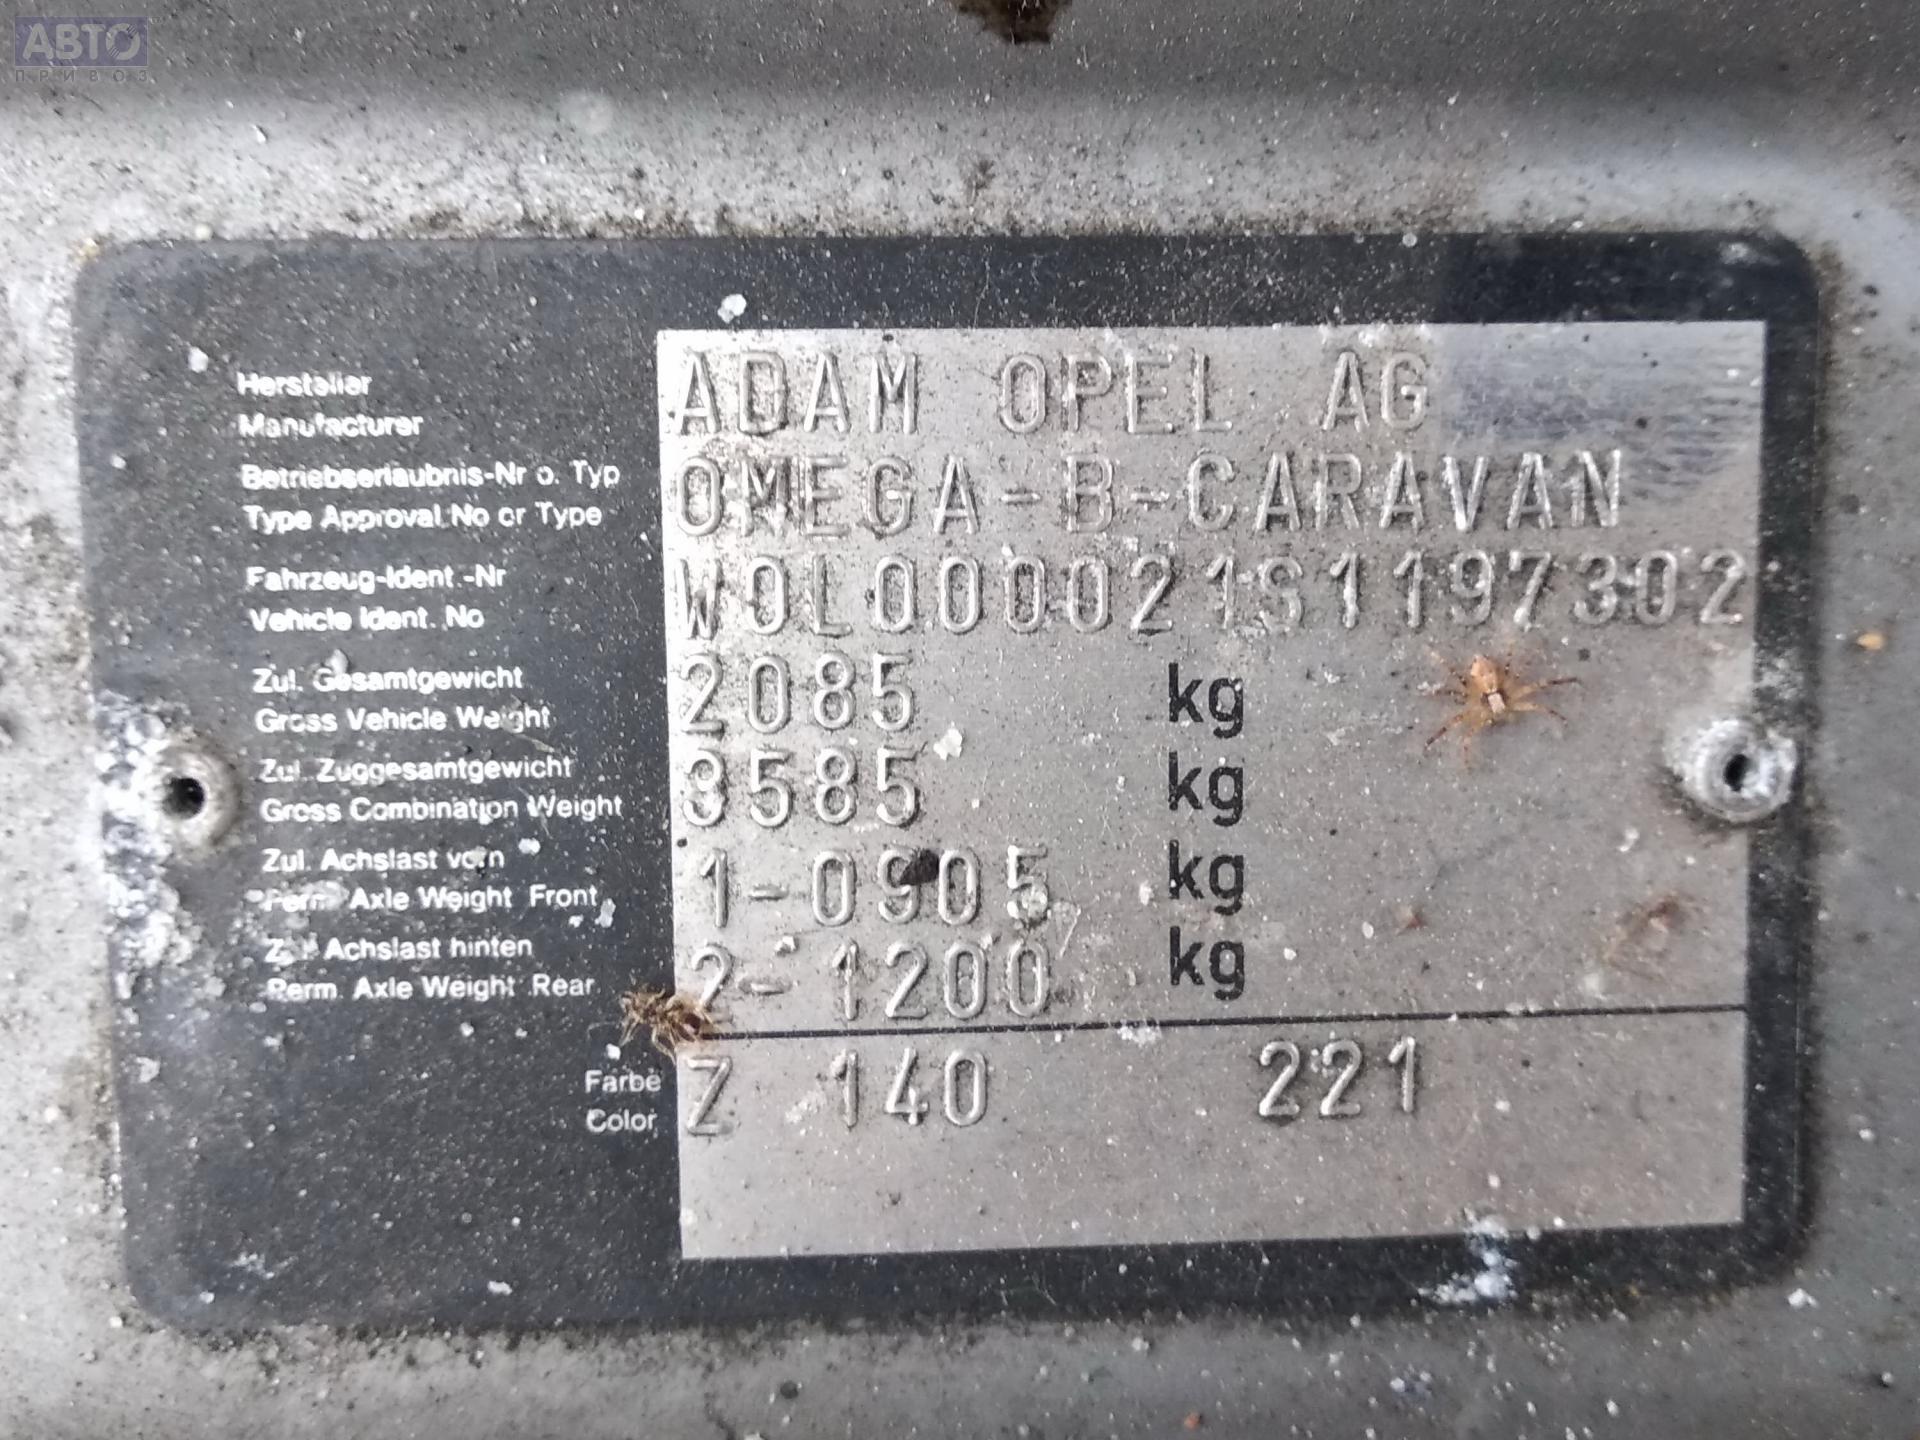 АВТО
ПРИВОЗ
Hersteller
Manufacturer
ADAM OPEL AG
Betriebserlaubnis-Nr o. Typ
Type Approval No or Type
OMEGA-B-CARAVAN
Fahrzeug-Ident.-Nr
Vehicle Ident. No
W0L000021S1197302
Zul. Gesamtgewicht
Gross Vehicle Weight
2085 kg
Zul. Zuggesamtgewicht
Gross Combination Weight
3585 kg
Zul. Achslast vorn
Perm. Axle Weight Front
1-0905 kg
Zul. Achslast hinten
Perm. Axle Weight Rear
2-1200 kg
Farbe
Color
Z 140 221